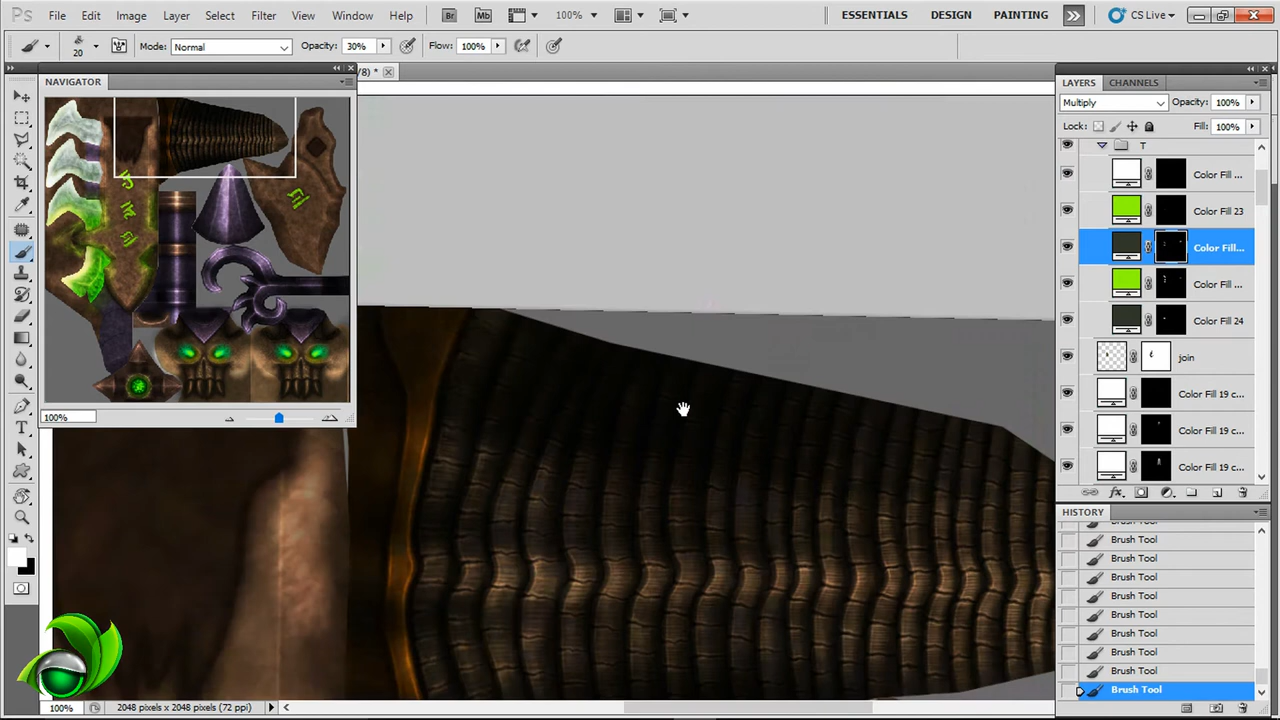 Ps File Edit Image Layer Select Filter View Window Help Br Mb 100% ESSENTIALS DESIGN PAINTING CS Live
20 Mode: Normal Opacity: 30% Flow: 100%
NAVIGATOR
/8) *
100%
LAYERS CHANNELS
Multiply Opacity: 100%
Lock: Fill: 100%
T
Color Fill ...
Color Fill 23
Color Fill...
Color Fill ...
Color Fill 24
join
Color Fill 19 c...
Color Fill 19 c...
Color Fill 19 c...
fx
HISTORY
Brush Tool
Brush Tool
Brush Tool
Brush Tool
Brush Tool
Brush Tool
Brush Tool
Brush Tool
Brush Tool
Brush Tool
100% 2048 pixels x 2048 pixels (72 ppi)